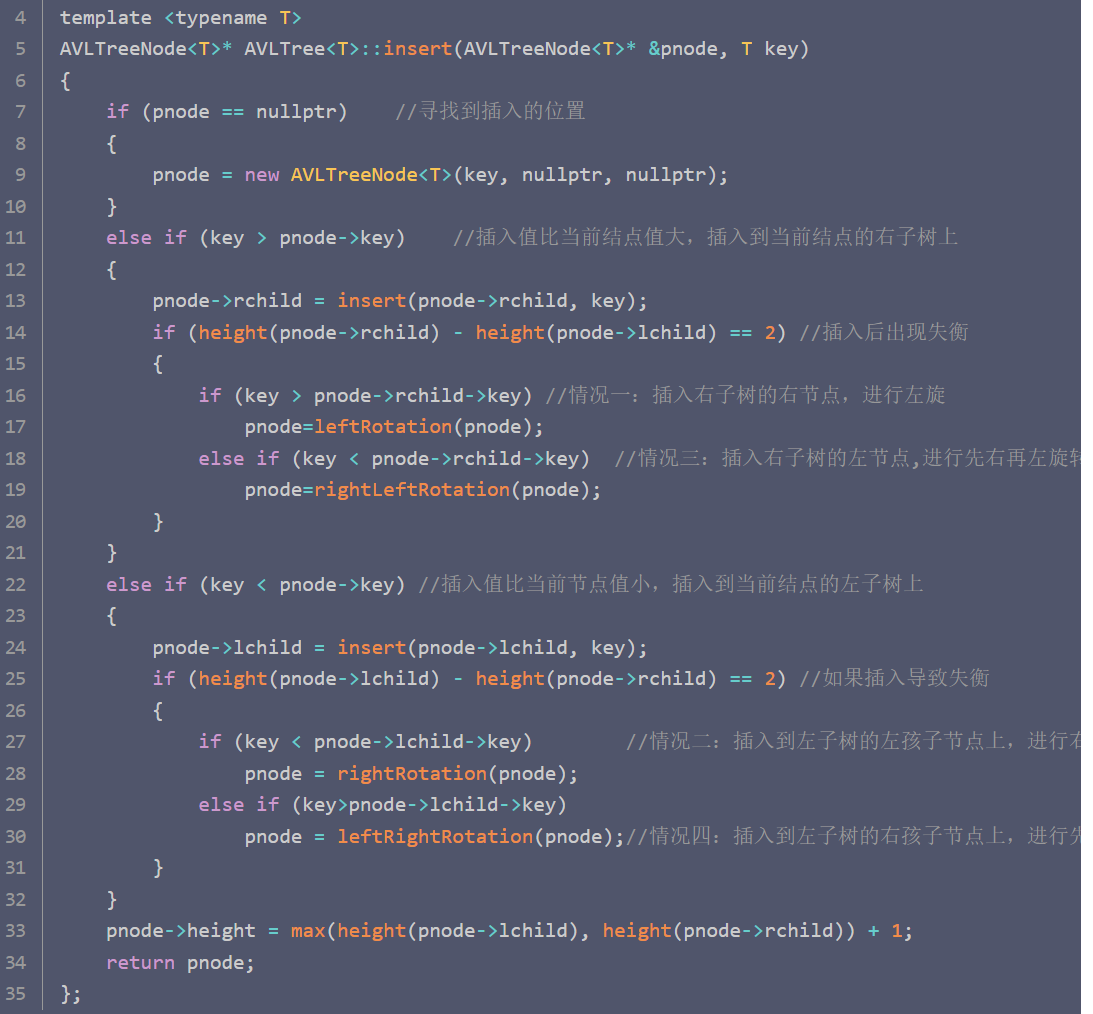 4 template <typename T>
5 AVLTreeNode<T>* AVLTree<T>::insert(AVLTreeNode<T>* &pnode, T key)
6 {
7     if (pnode == nullptr)    //寻找到插入的位置
8     {
9         pnode = new AVLTreeNode<T>(key, nullptr, nullptr);
10     }
11     else if (key > pnode->key)    //插入值比当前结点值大，插入到当前结点的右子树上
12     {
13         pnode->rchild = insert(pnode->rchild, key);
14         if (height(pnode->rchild) - height(pnode->lchild) == 2) //插入后出现失衡
15         {
16             if (key > pnode->rchild->key) //情况一：插入右子树的右节点，进行左旋
17                 pnode=leftRotation(pnode);
18             else if (key < pnode->rchild->key)  //情况三：插入右子树的左节点,进行先右再左旋转
19                 pnode=rightLeftRotation(pnode);
20         }
21     }
22     else if (key < pnode->key) //插入值比当前节点值小，插入到当前结点的左子树上
23     {
24         pnode->lchild = insert(pnode->lchild, key);
25         if (height(pnode->lchild) - height(pnode->rchild) == 2) //如果插入导致失衡
26         {
27             if (key < pnode->lchild->key)        //情况二：插入到左子树的左孩子节点上，进行右
28                 pnode = rightRotation(pnode);
29             else if (key>pnode->lchild->key)
30                 pnode = leftRightRotation(pnode);//情况四：插入到左子树的右孩子节点上，进行先
31         }
32     }
33     pnode->height = max(height(pnode->lchild), height(pnode->rchild)) + 1;
34     return pnode;
35 };